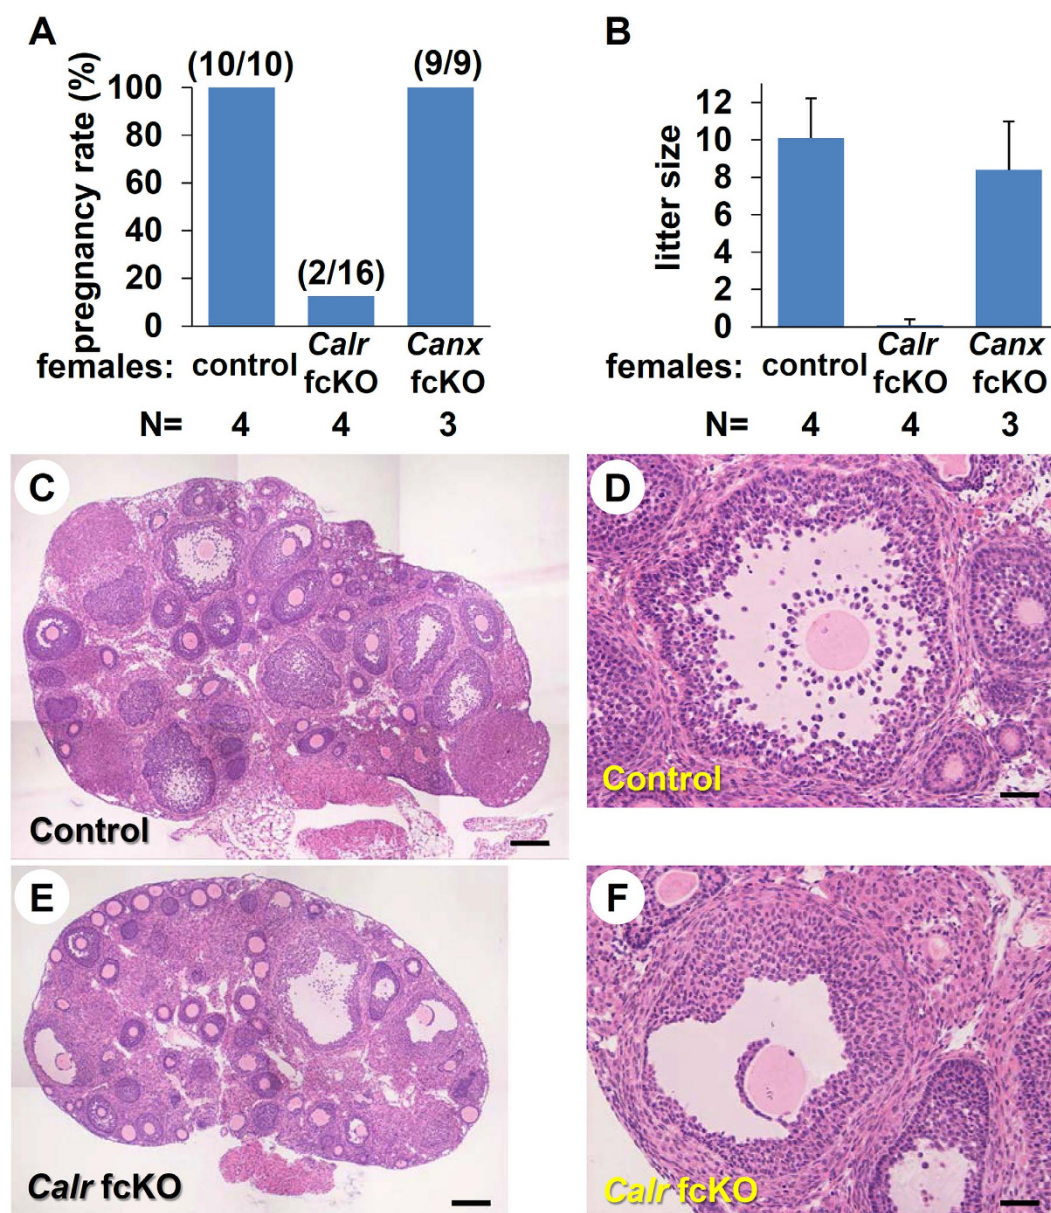 A
pregnancy rate (%)
100
80
60
40
20
0
(10/10)
(2/16)
(9/9)
females: control Calr fcKO Canx fcKO
N= 4 4 3
B
litter size
12
10
8
6
4
2
0
females: control Calr fcKO Canx fcKO
N= 4 4 3
C
Control
D
Control
E
Calr fcKO
F
Calr fcKO